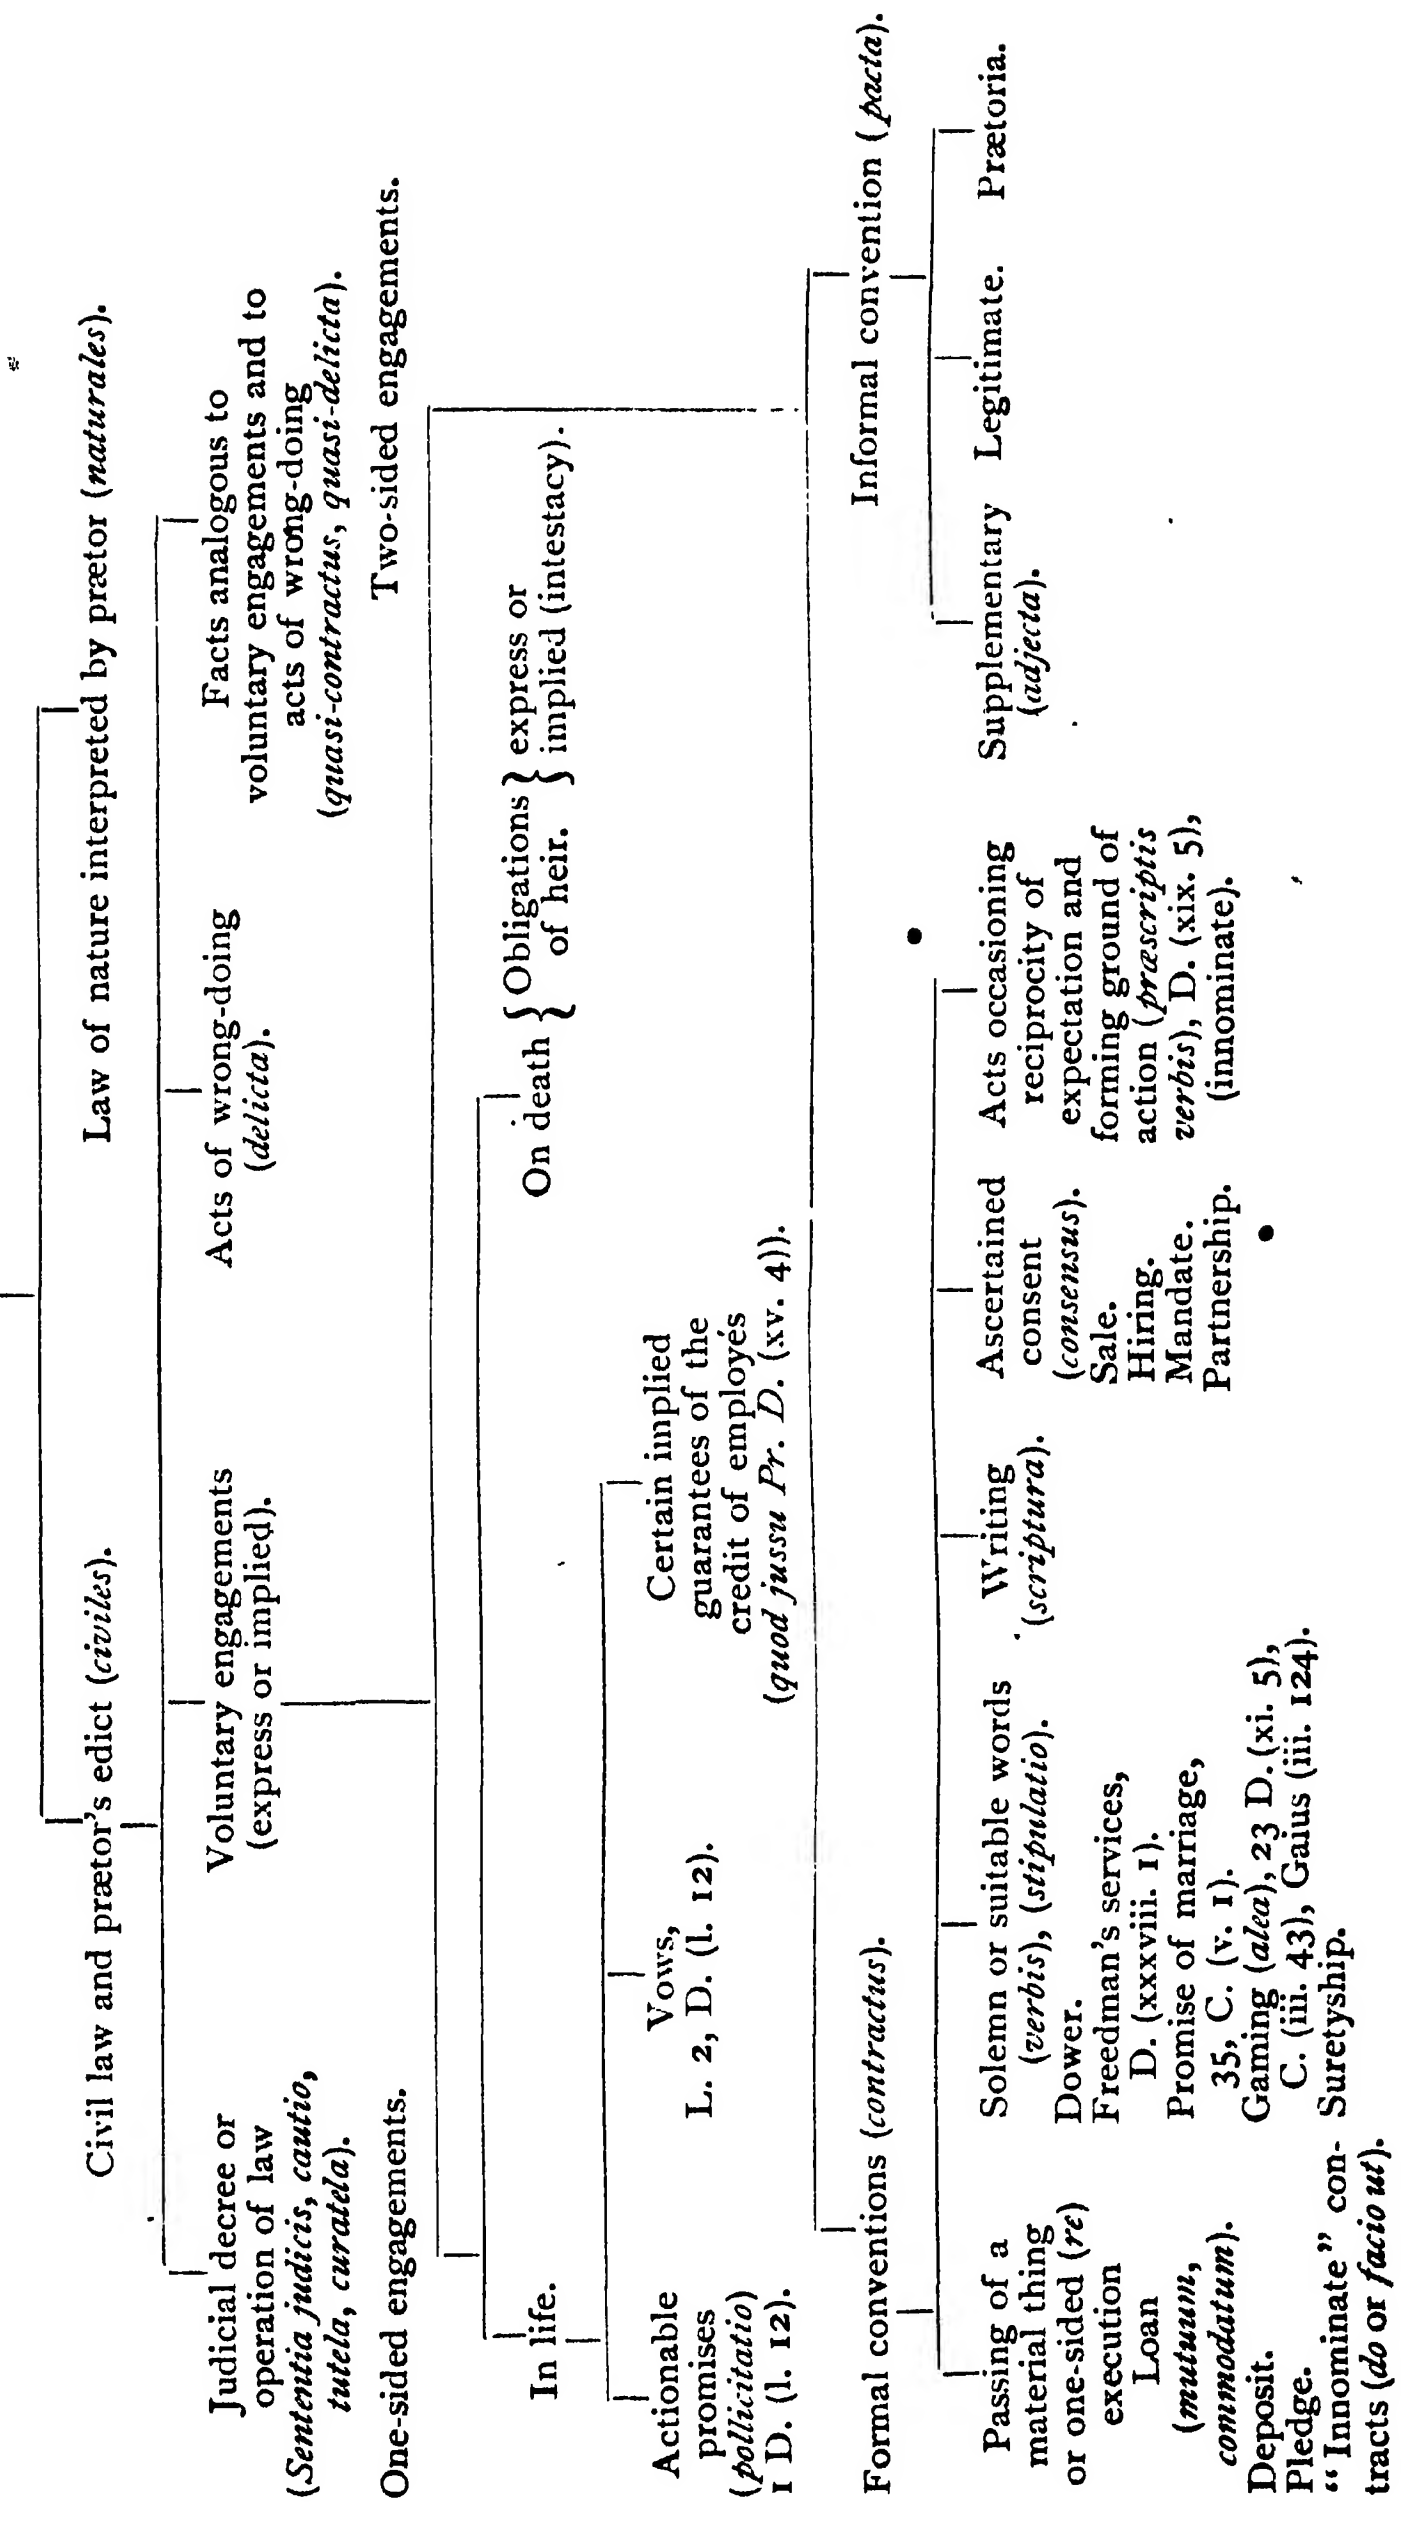 Civil law and prætor's edict (civiles).
Law of nature interpreted by prætor (naturales).
Judicial decree or
operation of law
(Sententia judicis, cautio,
tutela, curatela).
Voluntary engagements
(express or implied).
Acts of wrong-doing
(delicta).
Facts analogous to
voluntary engagements and to
acts of wrong-doing
(quasi-contractus, quasi-delicta).
One-sided engagements.
Two-sided engagements.
In life.
On death { Obligations } express or
{ of heir. } implied (intestacy).
Actionable
promises
(pollicitatio)
1 D. (l. 12).
Vows,
L. 2, D. (l. 12).
Certain implied
guarantees of the
credit of employés
(quod jussu Pr. D. (xv. 4)).
Formal conventions (contractus).
Informal convention (pacta).
Passing of a
material thing
or one-sided (re)
execution
Loan
(mutuum,
commodatum).
Deposit.
Pledge.
“Innominate” con-
tracts (do or facio ut).
Solemn or suitable words
(verbis), (stipulatio).
Dower.
Freedman's services,
D. (xxxviii. 1).
Promise of marriage,
35, C. (v. 1).
Gaming (alea), 23 D. (xi. 5),
C. (iii. 43), Gaius (iii. 124).
Suretyship.
Writing
(scriptura).
Ascertained
consent
(consensus).
Sale.
Hiring.
Mandate.
Partnership.
Acts occasioning
reciprocity of
expectation and
forming ground of
action (præscriptis
verbis), D. (xix. 5),
(innominate).
Supplementary
(adjecta).
Legitimate.
Prætoria.